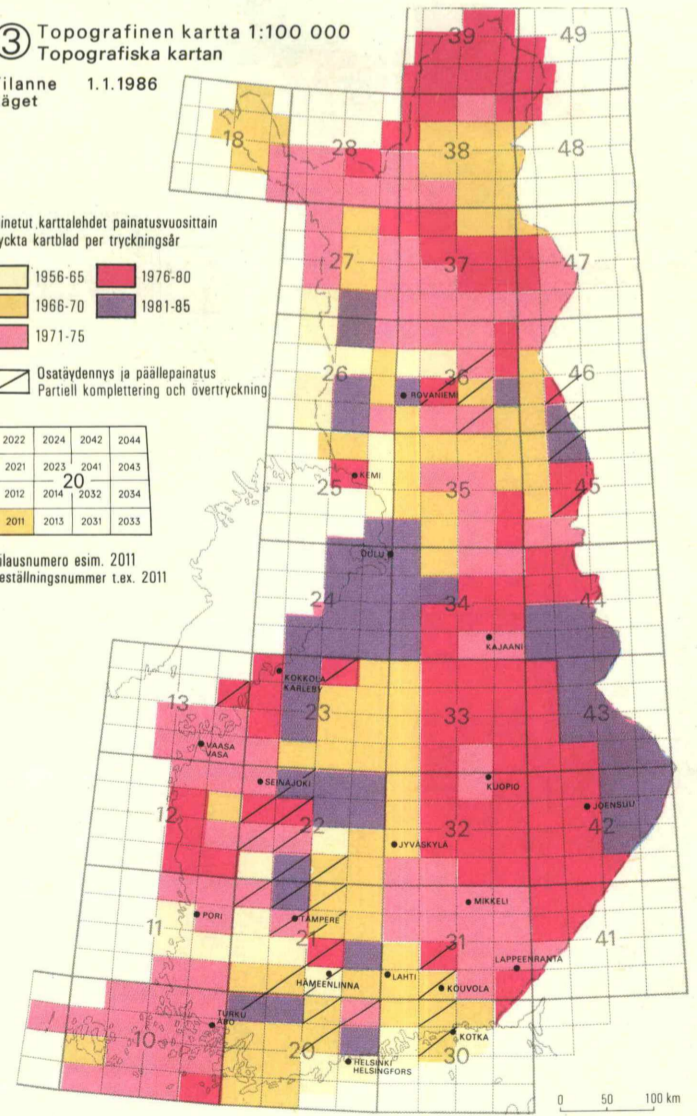 3 Topografinen kartta 1:100 000
Topografiska kartan
ilanne 1.1.1986
äget
inetut karttalehdet painatusvuosittain
yckta kartblad per tryckningsår
1956-65
1976-80
1966-70
1981-85
1971-75
Osatäydennys ja päällepainatus
Partiell komplettering och övertryckning
2022 2024 2042 2044
2021 2023 2041 2043
20
2012 2014 2032 2034
2011 2013 2031 2033
ilausnumero esim. 2011
eställningsnummer t.ex. 2011
39 49
18 28 38 48
27 37 47
26 36 46
ROVANIEMI
KEMI
25 35 45
OULU
24 34 44
KAJAANI
KOKKOLA
KARLEBY
13 23 33 43
VAASA
VASA
SEINÄJOKI
KUOPIO
JOENSUU
12 22 32 42
JYVÄSKYLÄ
MIKKELI
PORI
TAMPERE
11 21 31 41
LAPPEENRANTA
HÄMEENLINNA
LAHTI
KOUVOLA
TURKU
ÅBO
10 20 30
KOTKA
HELSINKI
HELSINGFORS
0 50 100 km